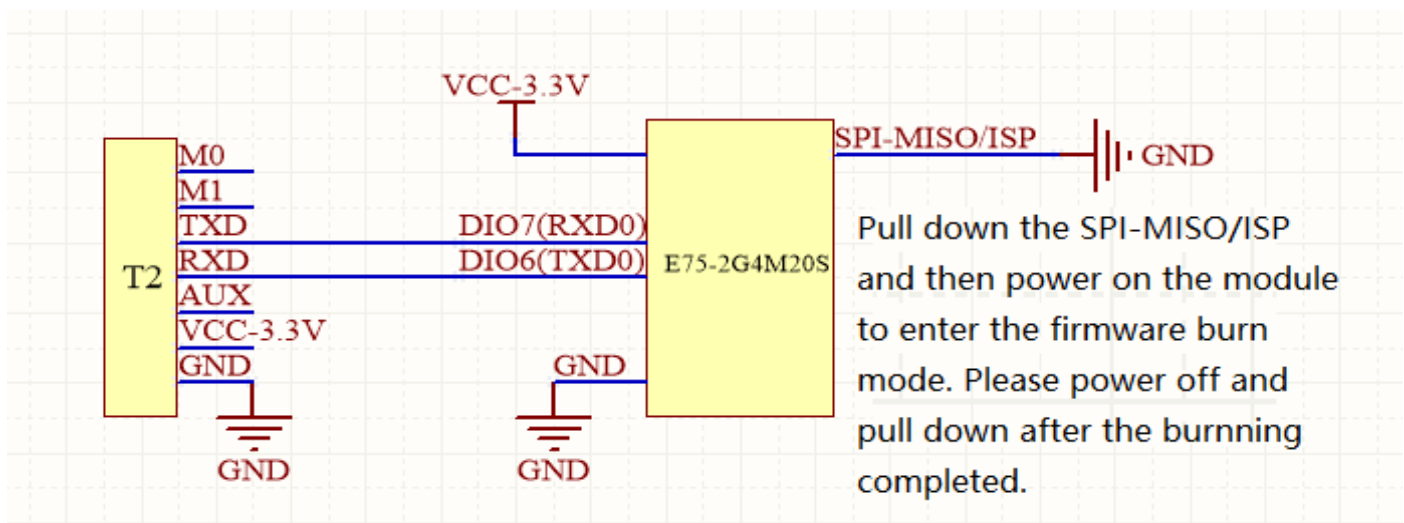 VCC-3.3V
M0
M1
TXD
RXD
AUX
VCC-3.3V
GND
T2
GND
DIO7(RXD0)
DIO6(TXD0)
GND
GND
E75-2G4M20S
SPI-MISO/ISP
GND
Pull down the SPI-MISO/ISP
and then power on the module
to enter the firmware burn
mode. Please power off and
pull down after the burnning
completed.